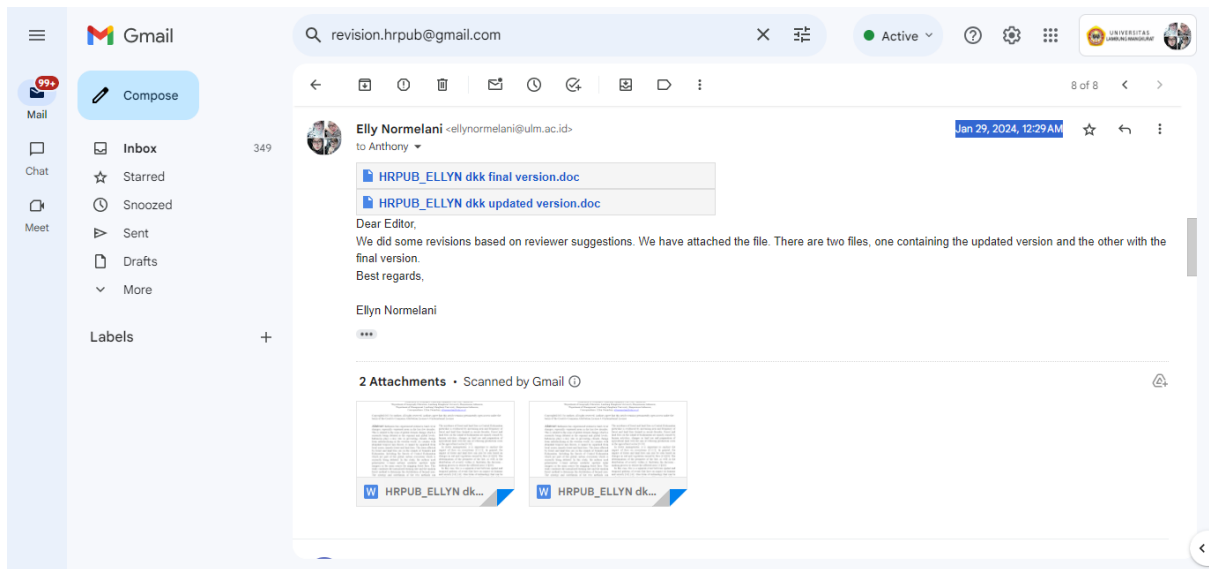 Gmail
revision.hrpub@gmail.com
Active
UNIVERSITAS
LAMBUNG MANGKURAT
99+
Mail
Chat
Meet
Compose
Inbox 349
Starred
Snoozed
Sent
Drafts
More
Labels
8 of 8
Elly Normelani <ellynormelani@ulm.ac.id>
Jan 29, 2024, 12:29 AM
to Anthony
HRPUB_ELLYN dkk final version.doc
HRPUB_ELLYN dkk updated version.doc
Dear Editor,
We did some revisions based on reviewer suggestions. We have attached the file. There are two files, one containing the updated version and the other with the
final version.
Best regards,
Ellyn Normelani
2 Attachments • Scanned by Gmail
W HRPUB_ELLYN dk...
W HRPUB_ELLYN dk...